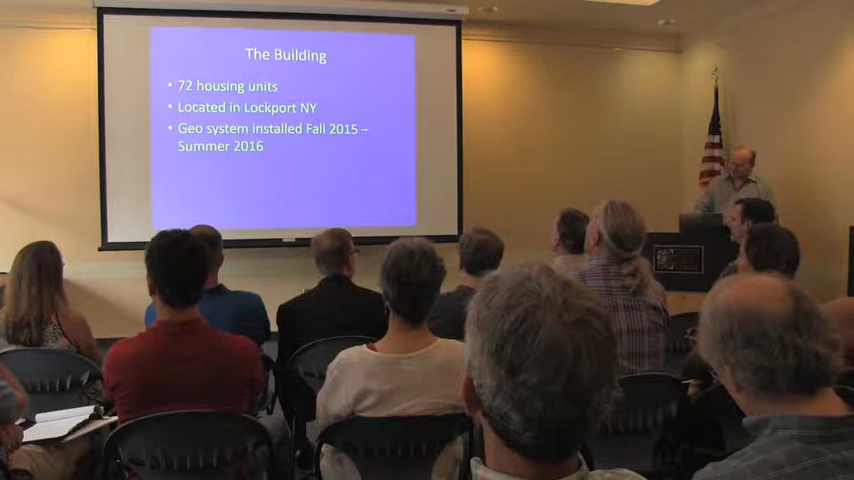 The Building
• 72 housing units
• Located in Lockport NY
• Geo system installed Fall 2015 –
Summer 2016